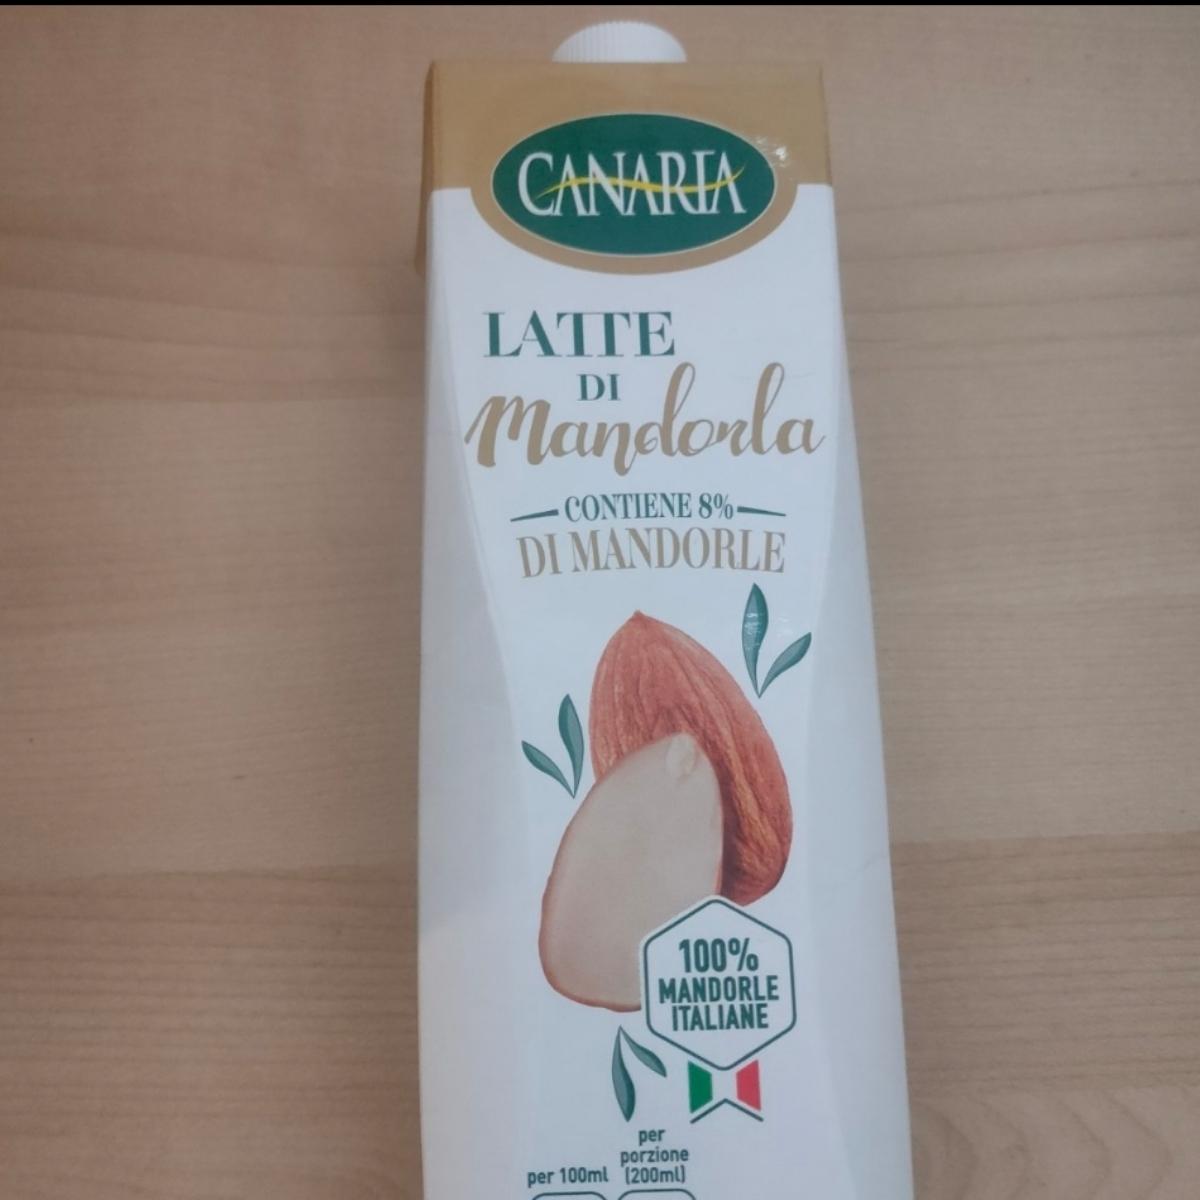 CANARIA
LATTE
DI
Mandorla
CONTIENE 8%
DI MANDORLE
100%
MANDORLE
ITALIANE
per 100ml
per
porzione
(200ml)